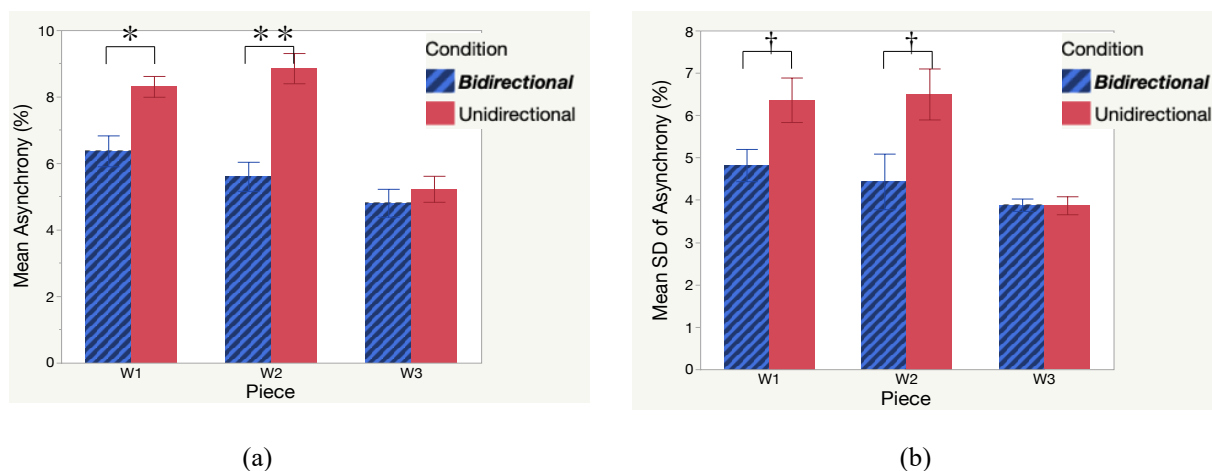 10
8
6
4
2
0
Mean Asynchrony (%)
*
**
Condition
Bidirectional
Unidirectional
W1
W2
W3
Piece
(a)
8
7
6
5
4
3
2
1
0
Mean SD of Asynchrony (%)
†
†
Condition
Bidirectional
Unidirectional
W1
W2
W3
Piece
(b)